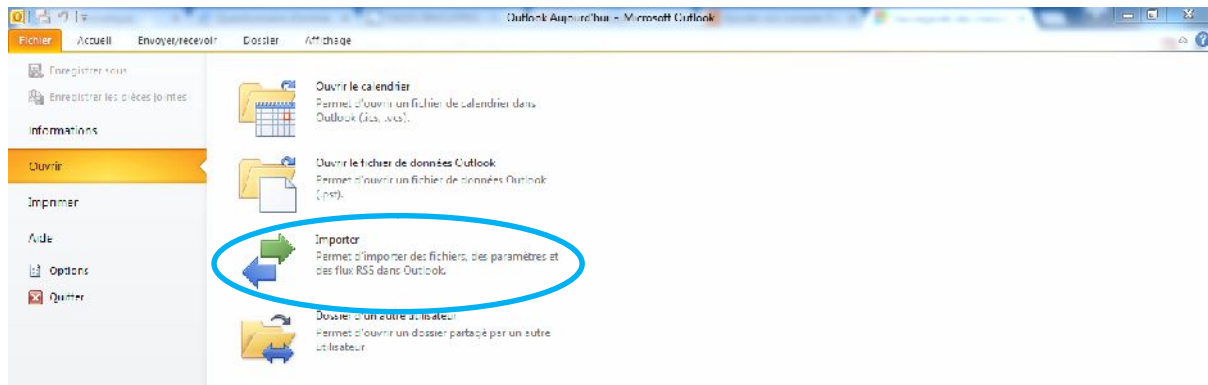 Outlook Aujourd'hui - Microsoft Outlook
Fichier Accueil Envoyer/recevoir Dossier Affichage
Enregistrer sous
Enregistrer les pièces jointes
Informations
Ouvrir
Imprimer
Aide
Options
Quitter
Ouvrir le calendrier
Permet d'ouvrir un fichier de calendrier dans
Outlook (.ics, .vcs).
Ouvrir le fichier de données Outlook
Permet d'ouvrir un fichier de données Outlook
(.pst).
Importer
Permet d'importer des fichiers, des paramètres et
des flux RSS dans Outlook.
Dossier d'un autre utilisateur
Permet d'ouvrir un dossier partagé par un autre
utilisateur